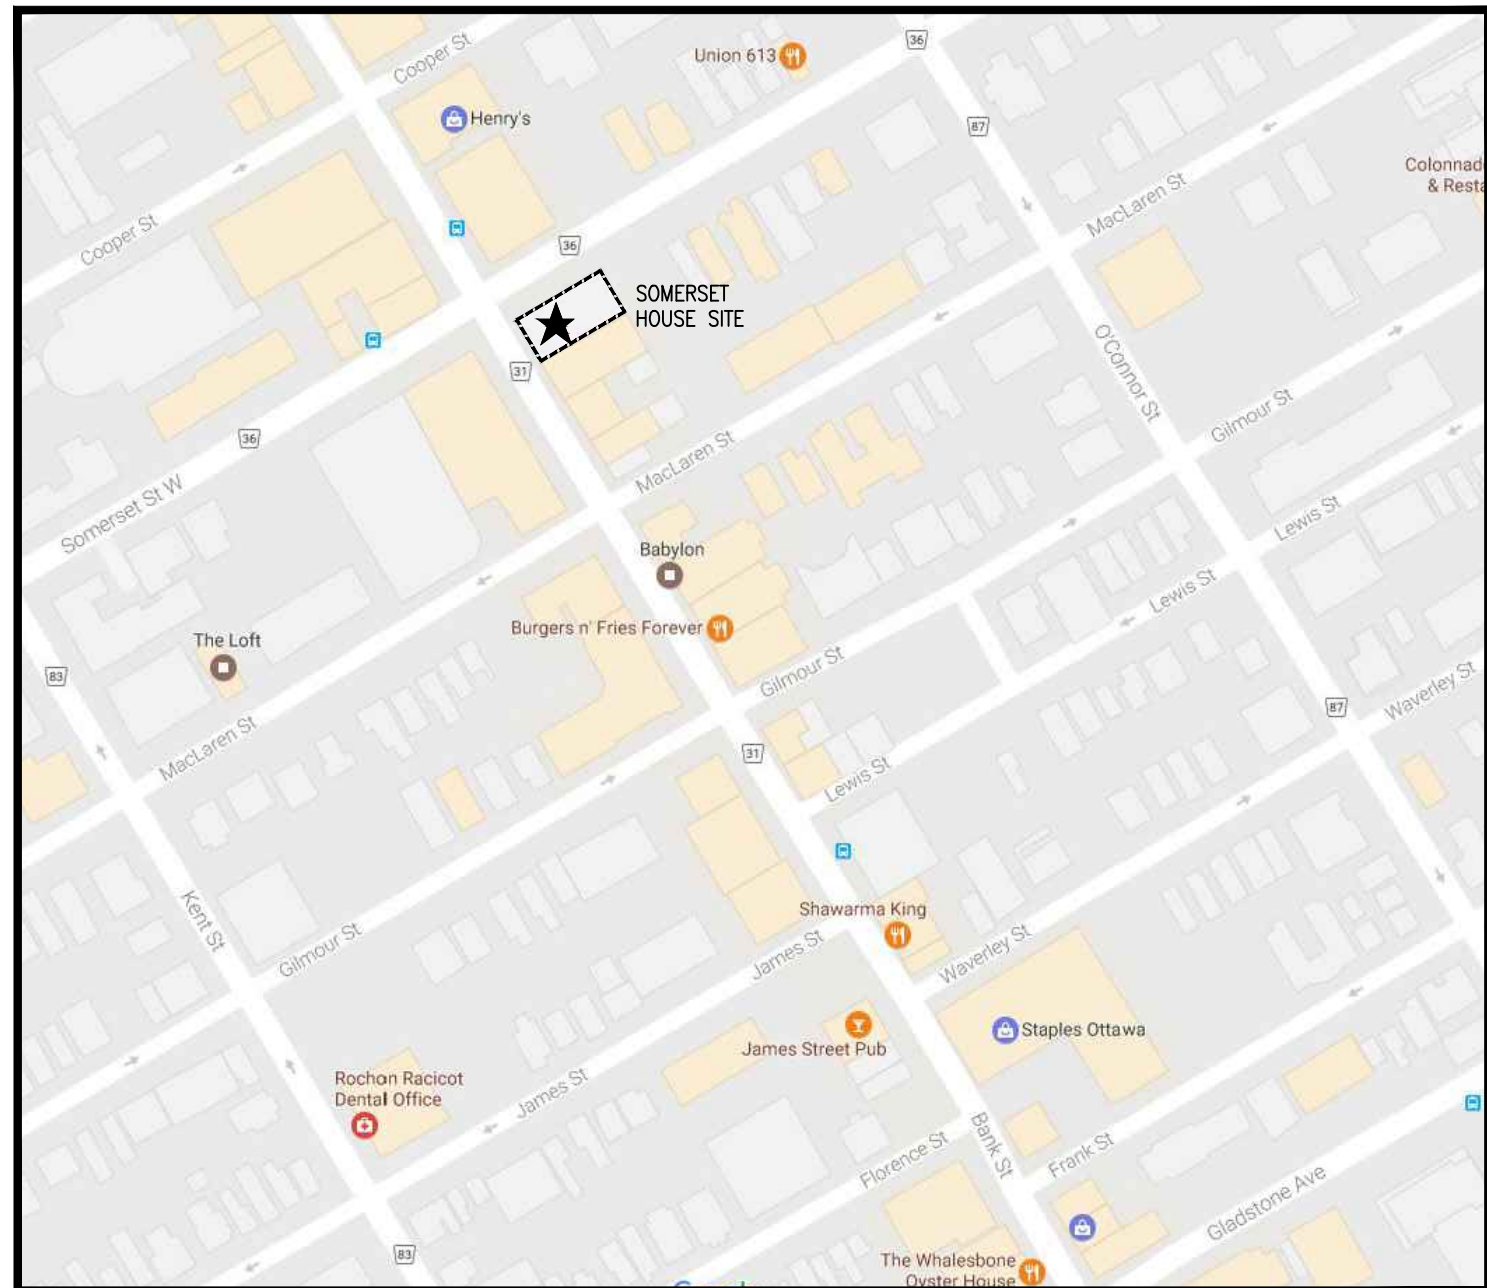 36
Cooper St
Union 613
Henry's
87
Colonnad
& Resta
MacLaren St
Cooper St
36
SOMERSET
HOUSE SITE
31
O'Connor St
36
Gilmour St
MacLaren St
Somerset St W
Lewis St
Babylon
Lewis St
Burgers n' Fries Forever
The Loft
83
Gilmour St
Waverley St
87
MacLaren St
31
Lewis St
Kent St
Shawarma King
Gilmour St
James St
Waverley St
Staples Ottawa
James Street Pub
Rochon Racicot
Dental Office
James St
Bank St
Florence St
Frank St
Gladstone Ave
83
The Whalesbone
Oyster House